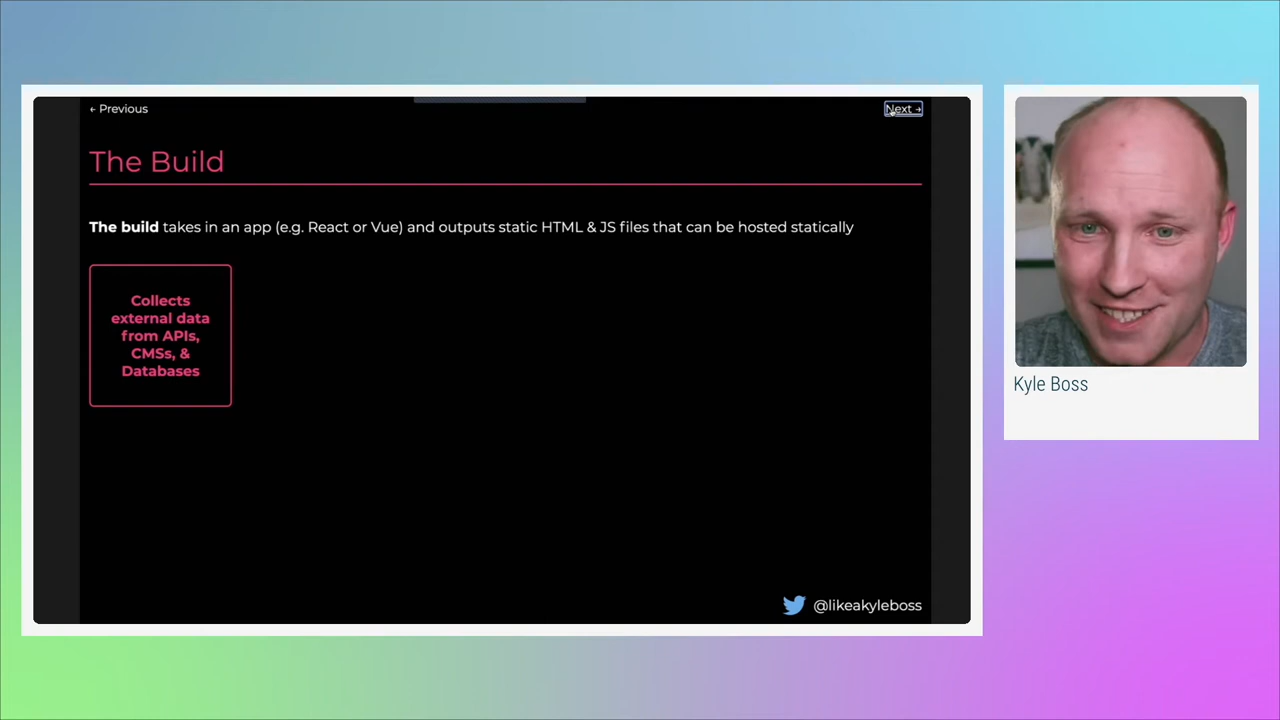 ← Previous
Next →
The Build
The build takes in an app (e.g. React or Vue) and outputs static HTML & JS files that can be hosted statically
Collects
external data
from APIs,
CMSs, &
Databases
@likeakyleboss
Kyle Boss